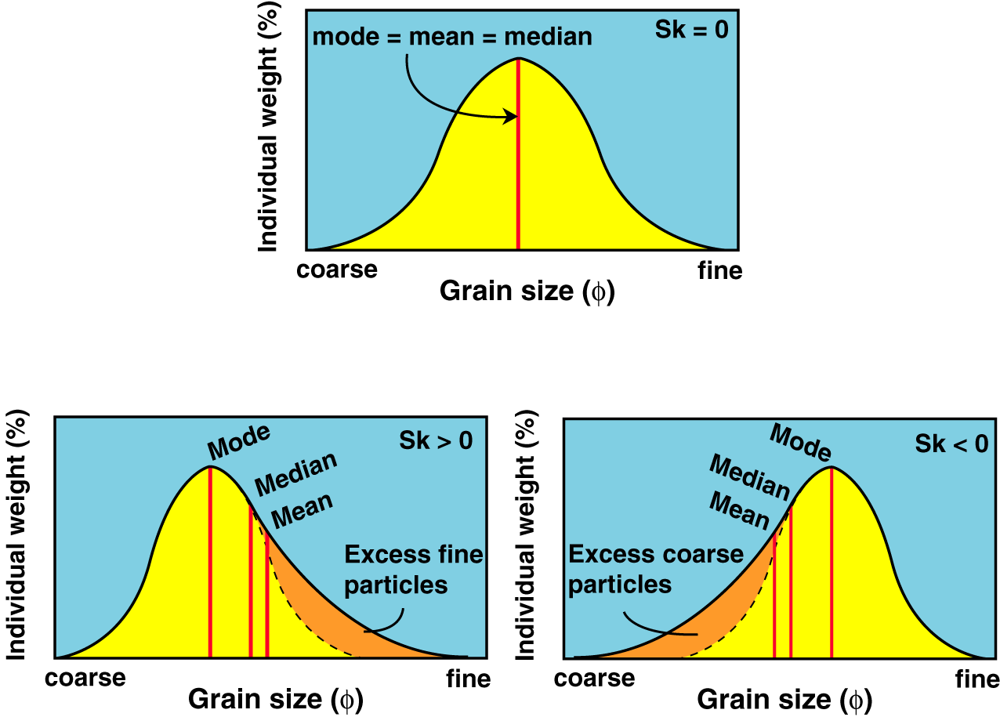 Individual weight (%)
mode = mean = median
Sk = 0
coarse
fine
Grain size (ϕ)
Individual weight (%)
Mode
Median
Mean
Sk > 0
Excess fine
particles
coarse
fine
Grain size (ϕ)
Individual weight (%)
Mode
Median
Mean
Sk < 0
Excess coarse
particles
coarse
fine
Grain size (ϕ)